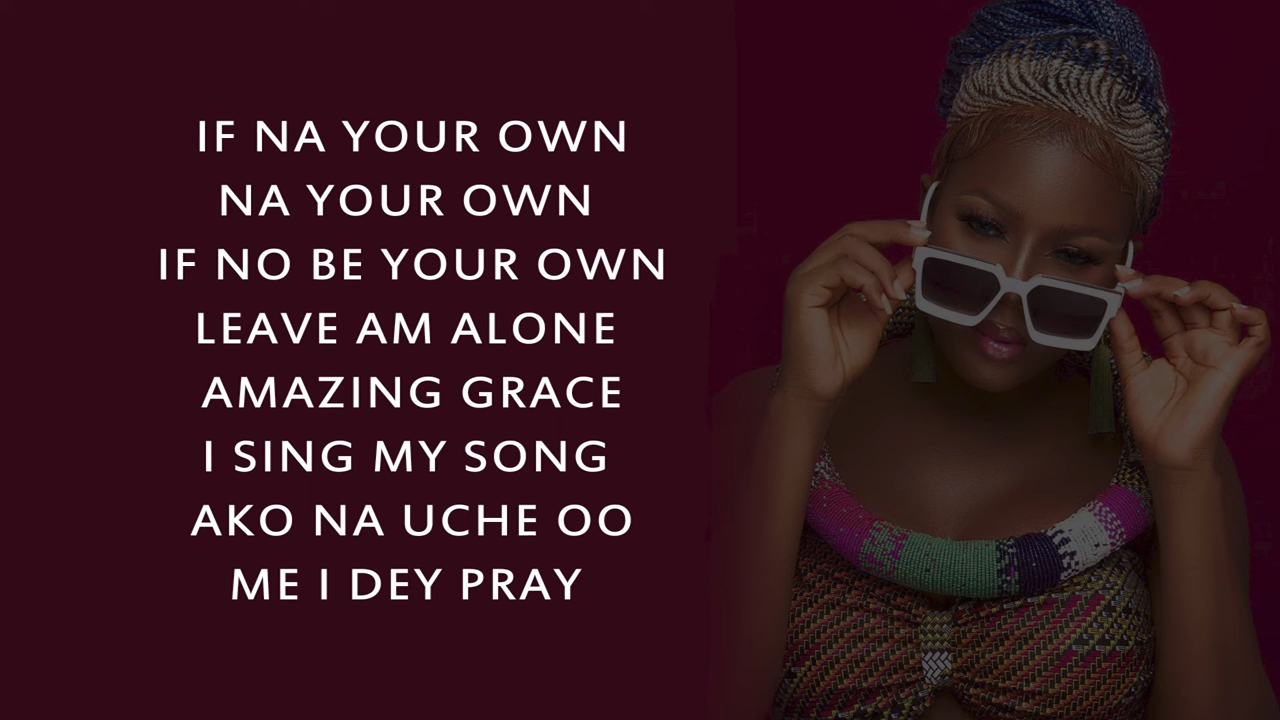 IF NA YOUR OWN
NA YOUR OWN
IF NO BE YOUR OWN
LEAVE AM ALONE
AMAZING GRACE
I SING MY SONG
AKO NA UCHE OO
ME I DEY PRAY